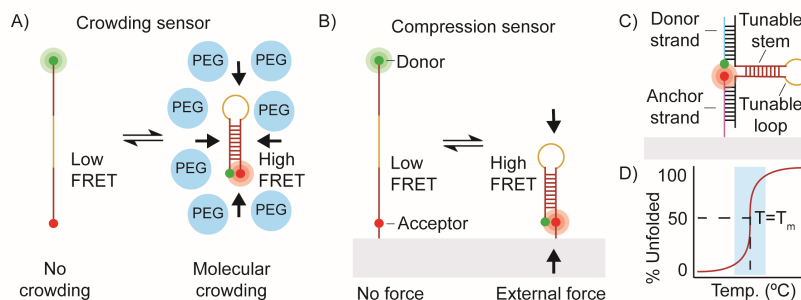 A)
Crowding sensor
PEG
PEG
PEG
PEG
PEG
PEG
PEG
PEG
Low
FRET
High
FRET
No
crowding
Molecular
crowding
B)
Compression sensor
Donor
Low
FRET
High
FRET
Acceptor
No force
External force
C)
Donor
strand
Tunable
stem
Anchor
strand
Tunable
loop
D)
% Unfolded
100
50
0
T=Tm
Temp. (ºC)